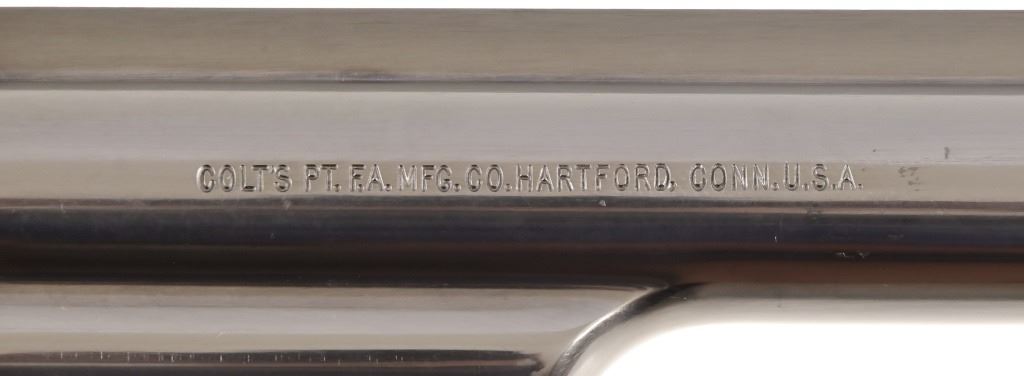 COLT'S PT. F.A. MFG. CO. HARTFORD, CONN. U.S.A.